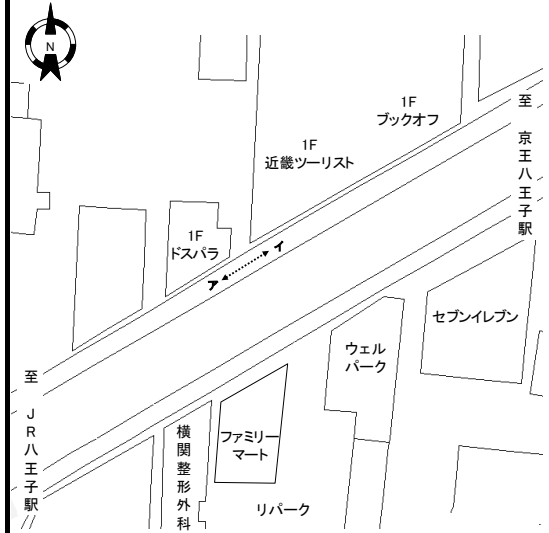 N
1F
ブックオフ
1F
近畿ツーリスト
至 京王八王子駅
1F
ドスパラ
イ
ア
セブンイレブン
ウェル
パーク
至 JR八王子駅
横関整形外科
ファミリー
マート
リパーク